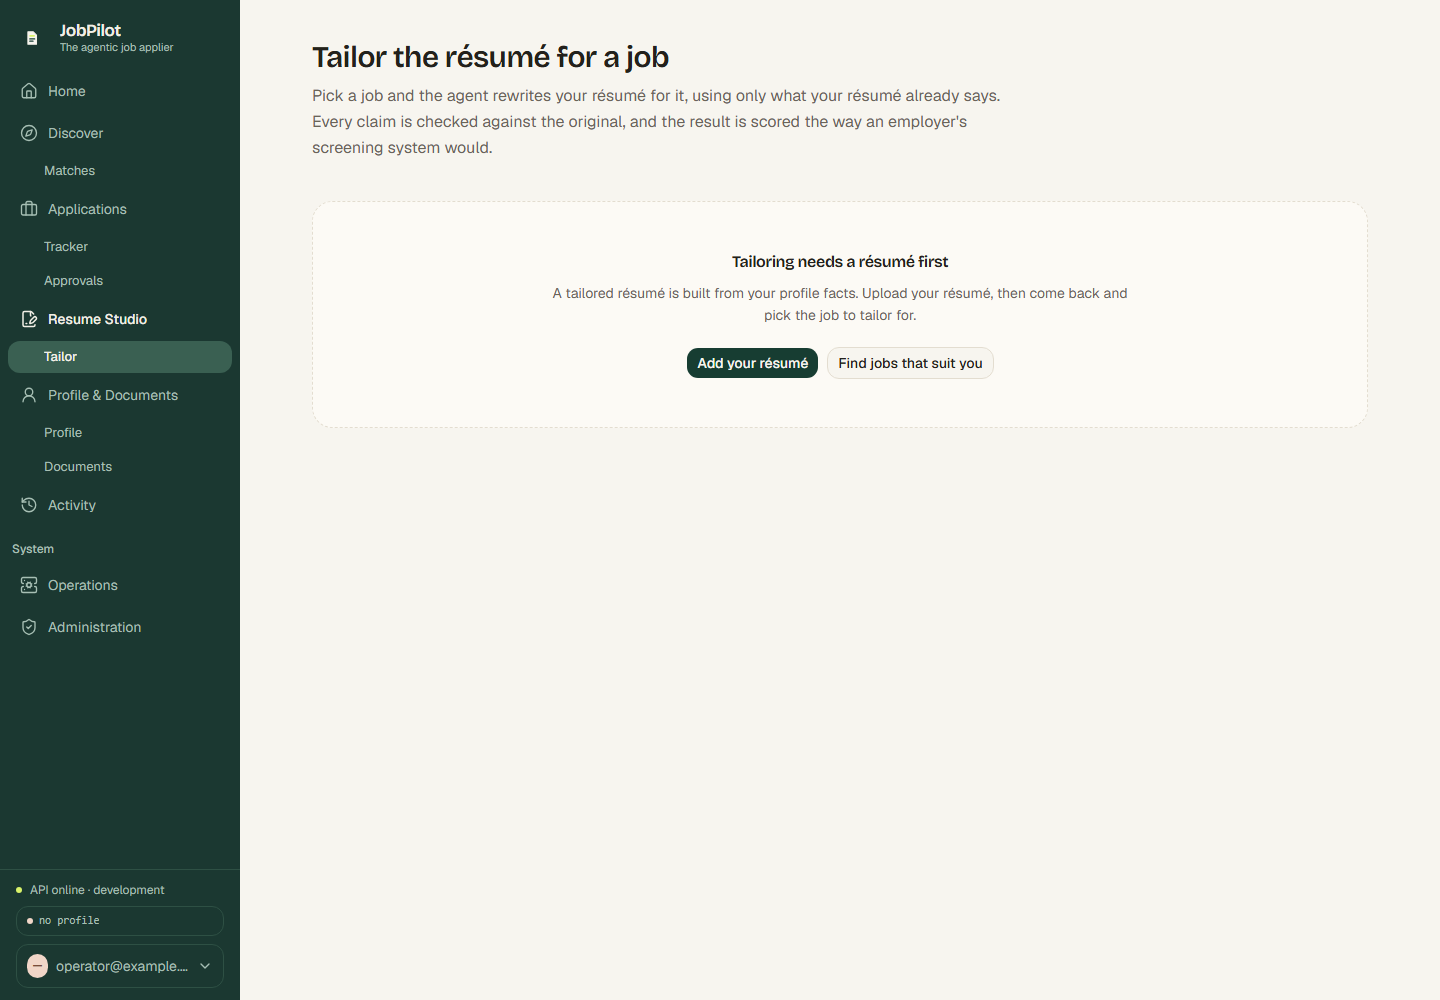 JobPilot
The agentic job applier
Home
Discover
Matches
Applications
Tracker
Approvals
Resume Studio
Tailor
Profile & Documents
Profile
Documents
Activity
System
Operations
Administration
API online · development
no profile
operator@example....
Tailor the résumé for a job
Pick a job and the agent rewrites your résumé for it, using only what your résumé already says.
Every claim is checked against the original, and the result is scored the way an employer's
screening system would.
Tailoring needs a résumé first
A tailored résumé is built from your profile facts. Upload your résumé, then come back and
pick the job to tailor for.
Add your résumé
Find jobs that suit you